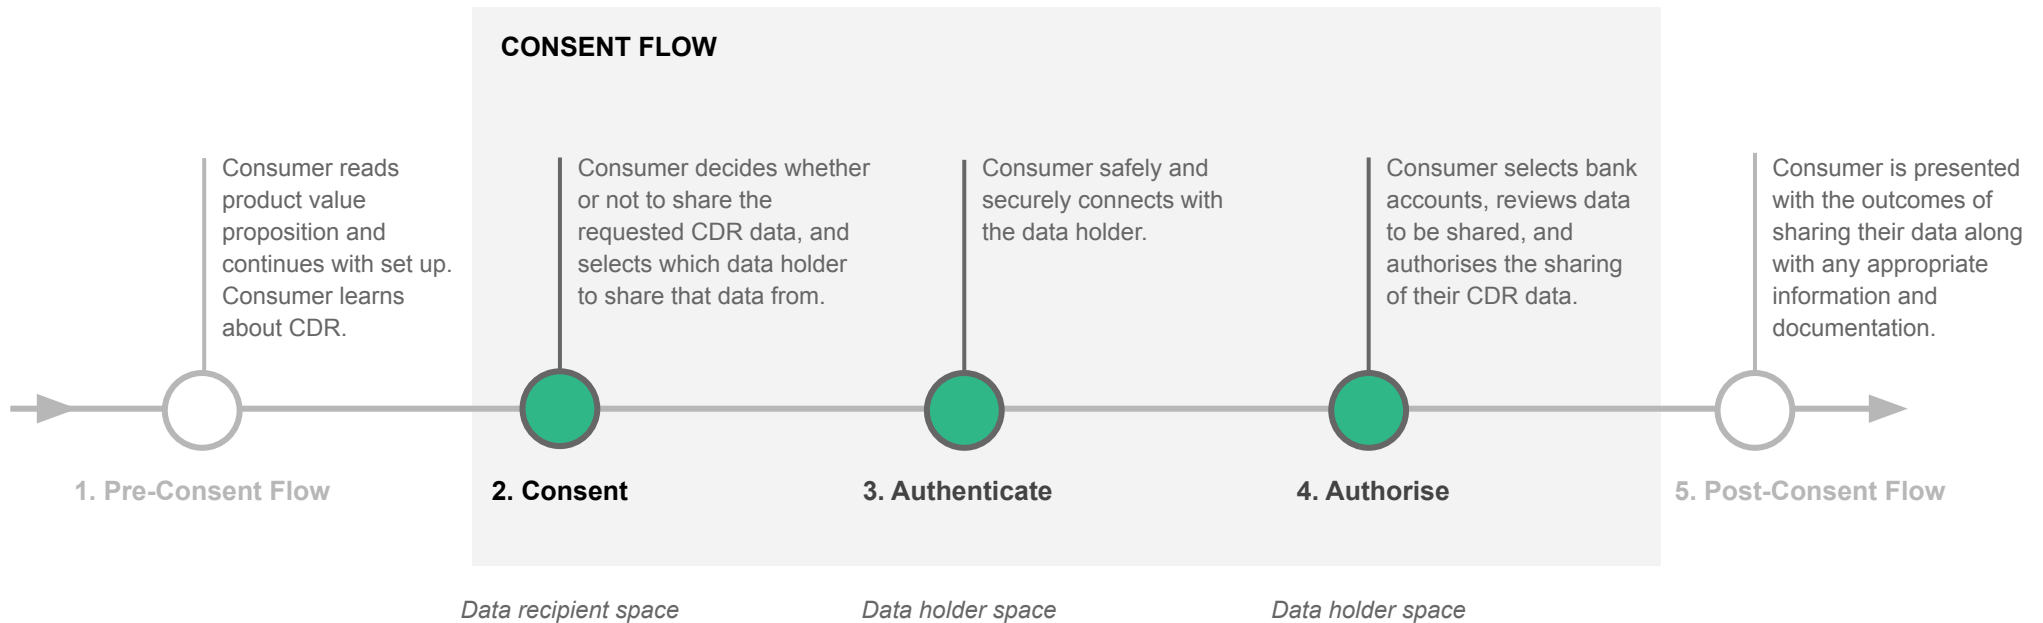 CONSENT FLOW
Consumer reads
product value
proposition and
continues with set up.
Consumer learns
about CDR.
Consumer decides whether
or not to share the
requested CDR data, and
selects which data holder
to share that data from.
Consumer safely and
securely connects with
the data holder.
Consumer selects bank
accounts, reviews data
to be shared, and
authorises the sharing
of their CDR data.
Consumer is presented
with the outcomes of
sharing their data along
with any appropriate
information and
documentation.
1. Pre-Consent Flow
2. Consent
3. Authenticate
4. Authorise
5. Post-Consent Flow
Data recipient space
Data holder space
Data holder space